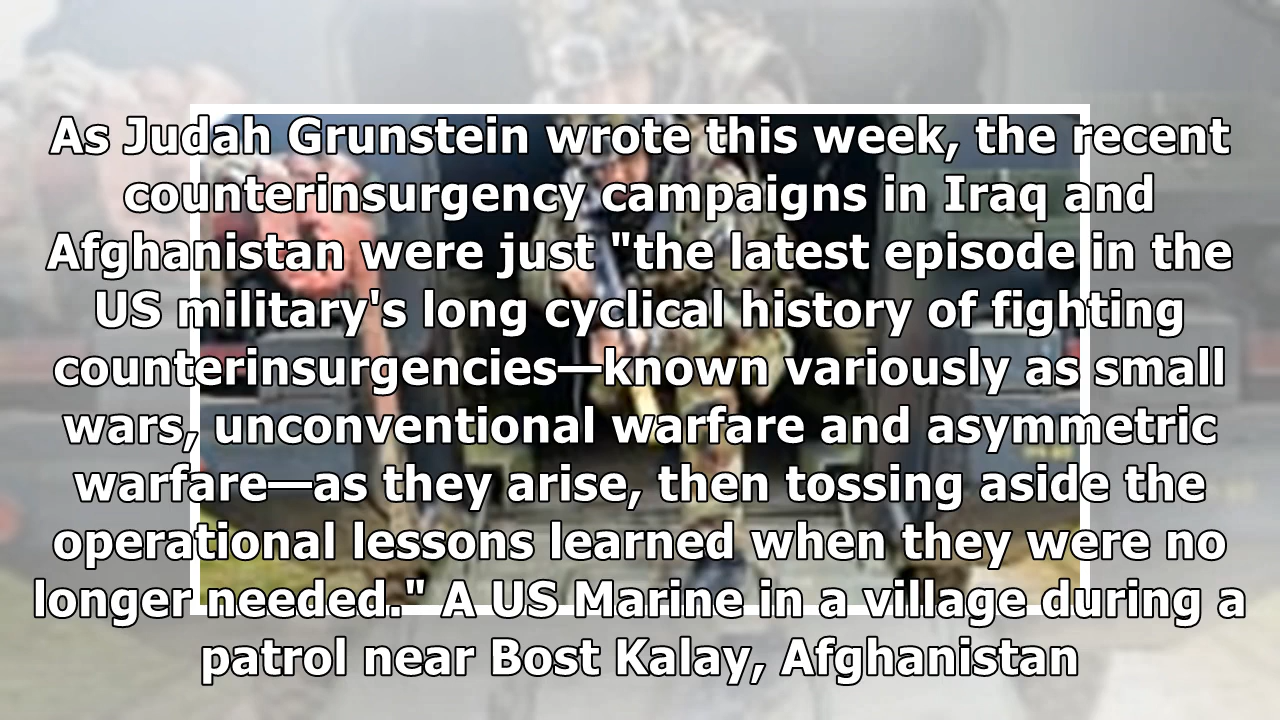 As Judah Grunstein wrote this week, the recent
counterinsurgency campaigns in Iraq and
Afghanistan were just "the latest episode in the
US military's long cyclical history of fighting
counterinsurgencies—known variously as small
wars, unconventional warfare and asymmetric
warfare—as they arise, then tossing aside the
operational lessons learned when they were no
longer needed." A US Marine in a village during a
patrol near Bost Kalay, Afghanistan